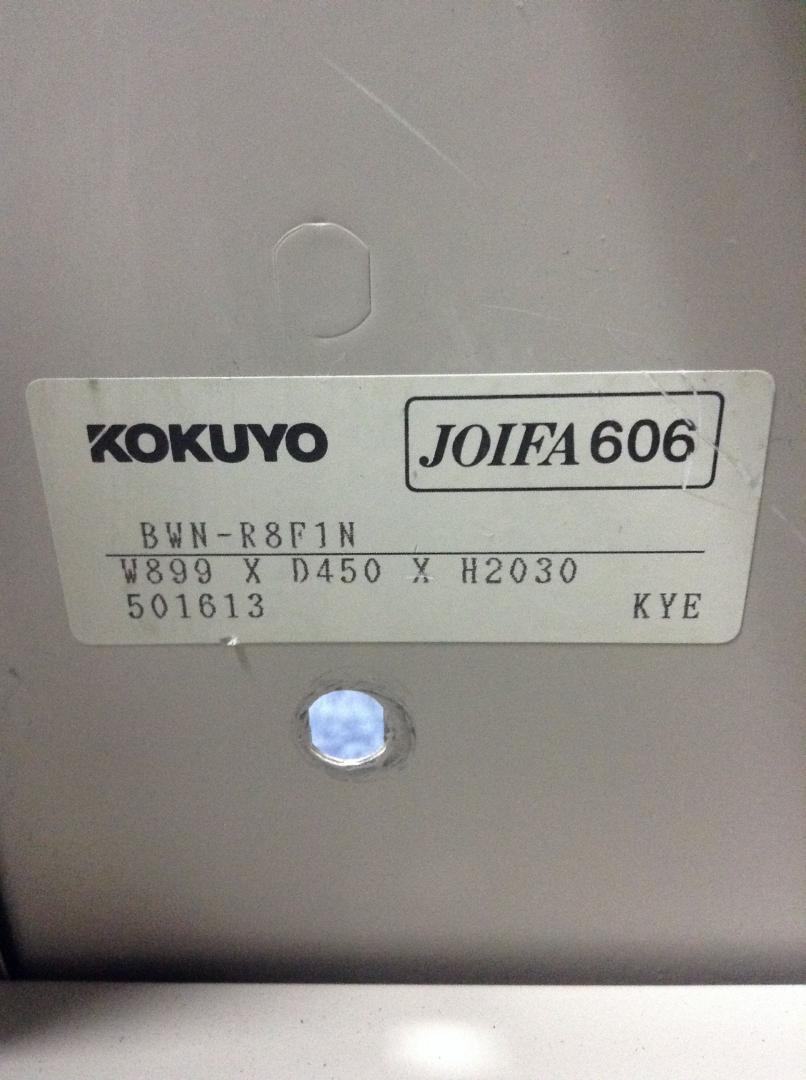 KOKUYO
JOIFA 606
BWN-R8F1N
W899 X D450 X H2030
501613 KYE